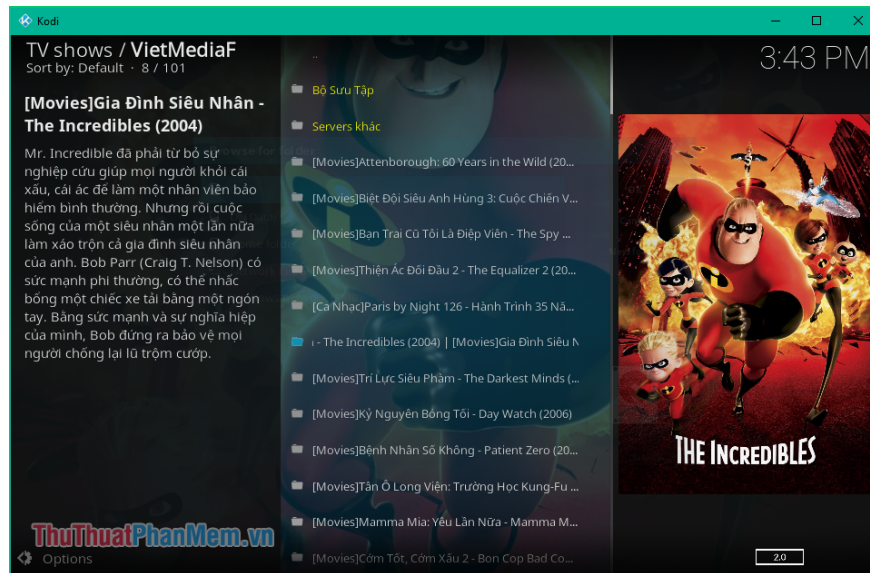 Kodi
TV shows / VietMediaF
Sort by: Default · 8 / 101
3:43 PM
[Movies]Gia Đình Siêu Nhân -
The Incredibles (2004)
Mr. Incredible đã phải từ bỏ sự
nghiệp cứu giúp mọi người khỏi cái
xấu, cái ác để làm một nhân viên bảo
hiểm bình thường. Nhưng rồi cuộc
sống của một siêu nhân một lần nữa
làm xáo trộn cả gia đình siêu nhân
của anh. Bob Parr (Craig T. Nelson) có
sức mạnh phi thường, có thể nhấc
bổng một chiếc xe tải bằng một ngón
tay. Bằng sức mạnh và sự nghĩa hiệp
của mình, Bob đứng ra bảo vệ mọi
người chống lại lũ trộm cướp.
..
Bộ Sưu Tập
Servers khác
[Movies]Attenborough: 60 Years in the Wild (20...
[Movies]Biệt Đội Siêu Anh Hùng 3: Cuộc Chiến V...
[Movies]Bạn Trai Cũ Tôi Là Điệp Viên - The Spy ...
[Movies]Thiện Ác Đối Đầu 2 - The Equalizer 2 (20...
[Ca Nhạc]Paris by Night 126 - Hành Trình 35 Nă...
- The Incredibles (2004) | [Movies]Gia Đình Siêu N
[Movies]Trí Lực Siêu Phàm - The Darkest Minds (...
[Movies]Kỷ Nguyên Bóng Tối - Day Watch (2006)
[Movies]Bệnh Nhân Số Không - Patient Zero (20...
[Movies]Tân Ô Long Viện: Trường Học Kung-Fu ...
[Movies]Mamma Mia: Yêu Lần Nữa - Mamma M...
[Movies]Cớm Tốt, Cớm Xấu 2 - Bon Cop Bad Co...
THE INCREDIBLES
ThuThuatPhanMem.vn
Options
2.0